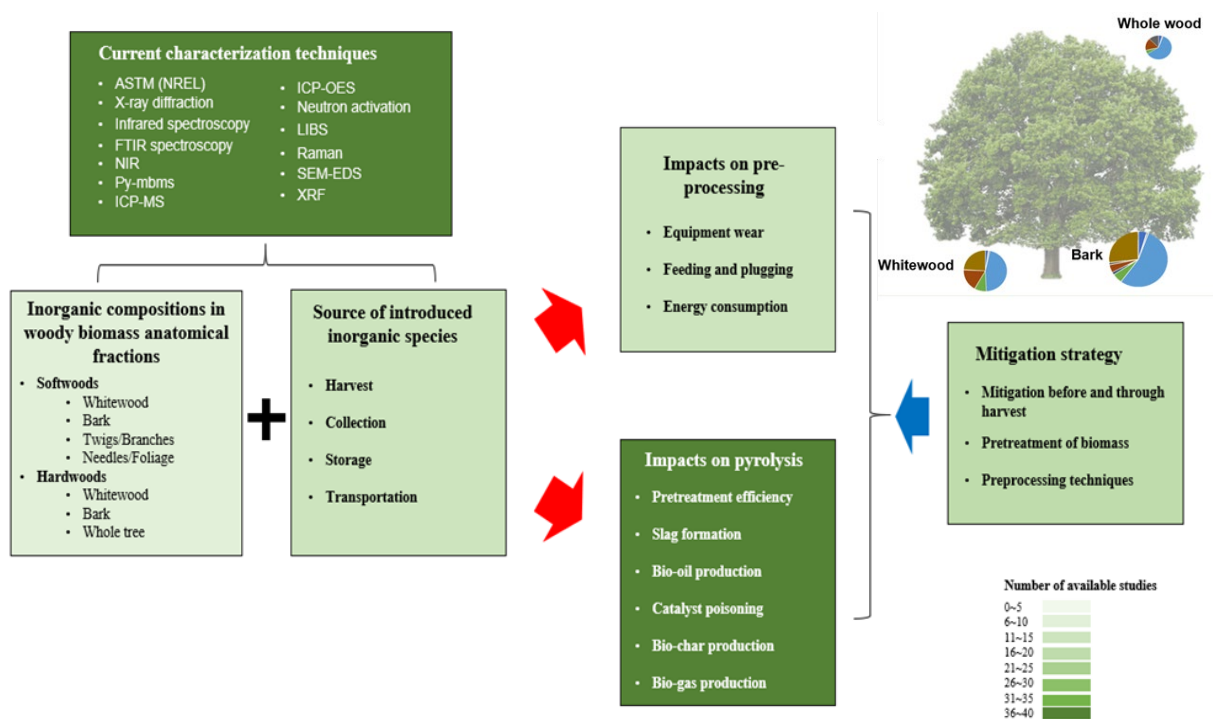 Current characterization techniques
• ASTM (NREL)
• X-ray diffraction
• Infrared spectroscopy
• FTIR spectroscopy
• NIR
• Py-mbms
• ICP-MS
• ICP-OES
• Neutron activation
• LIBS
• Raman
• SEM-EDS
• XRF
Inorganic compositions in
woody biomass anatomical
fractions
• Softwoods
• Whitewood
• Bark
• Twigs/Branches
• Needles/Foliage
• Hardwoods
• Whitewood
• Bark
• Whole tree
+
Source of introduced
inorganic species
• Harvest
• Collection
• Storage
• Transportation
Impacts on pre-
processing
• Equipment wear
• Feeding and plugging
• Energy consumption
Impacts on pyrolysis
• Pretreatment efficiency
• Slag formation
• Bio-oil production
• Catalyst poisoning
• Bio-char production
• Bio-gas production
Whole wood
Whitewood
Bark
Mitigation strategy
• Mitigation before and through
harvest
• Pretreatment of biomass
• Preprocessing techniques
Number of available studies
0~5
6~10
11~15
16~20
21~25
26~30
31~35
36~40